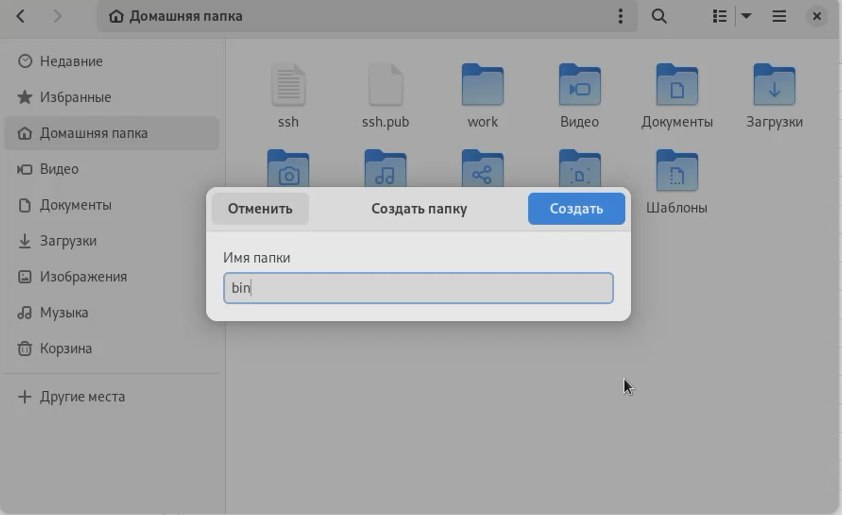 Домашняя папка
Недавние
Избранные
Домашняя папка
Видео
Документы
Загрузки
Изображения
Музыка
Корзина
Другие места
ssh
ssh.pub
work
Видео
Документы
Загрузки
Шаблоны
Отменить
Создать папку
Создать
Имя папки
bin